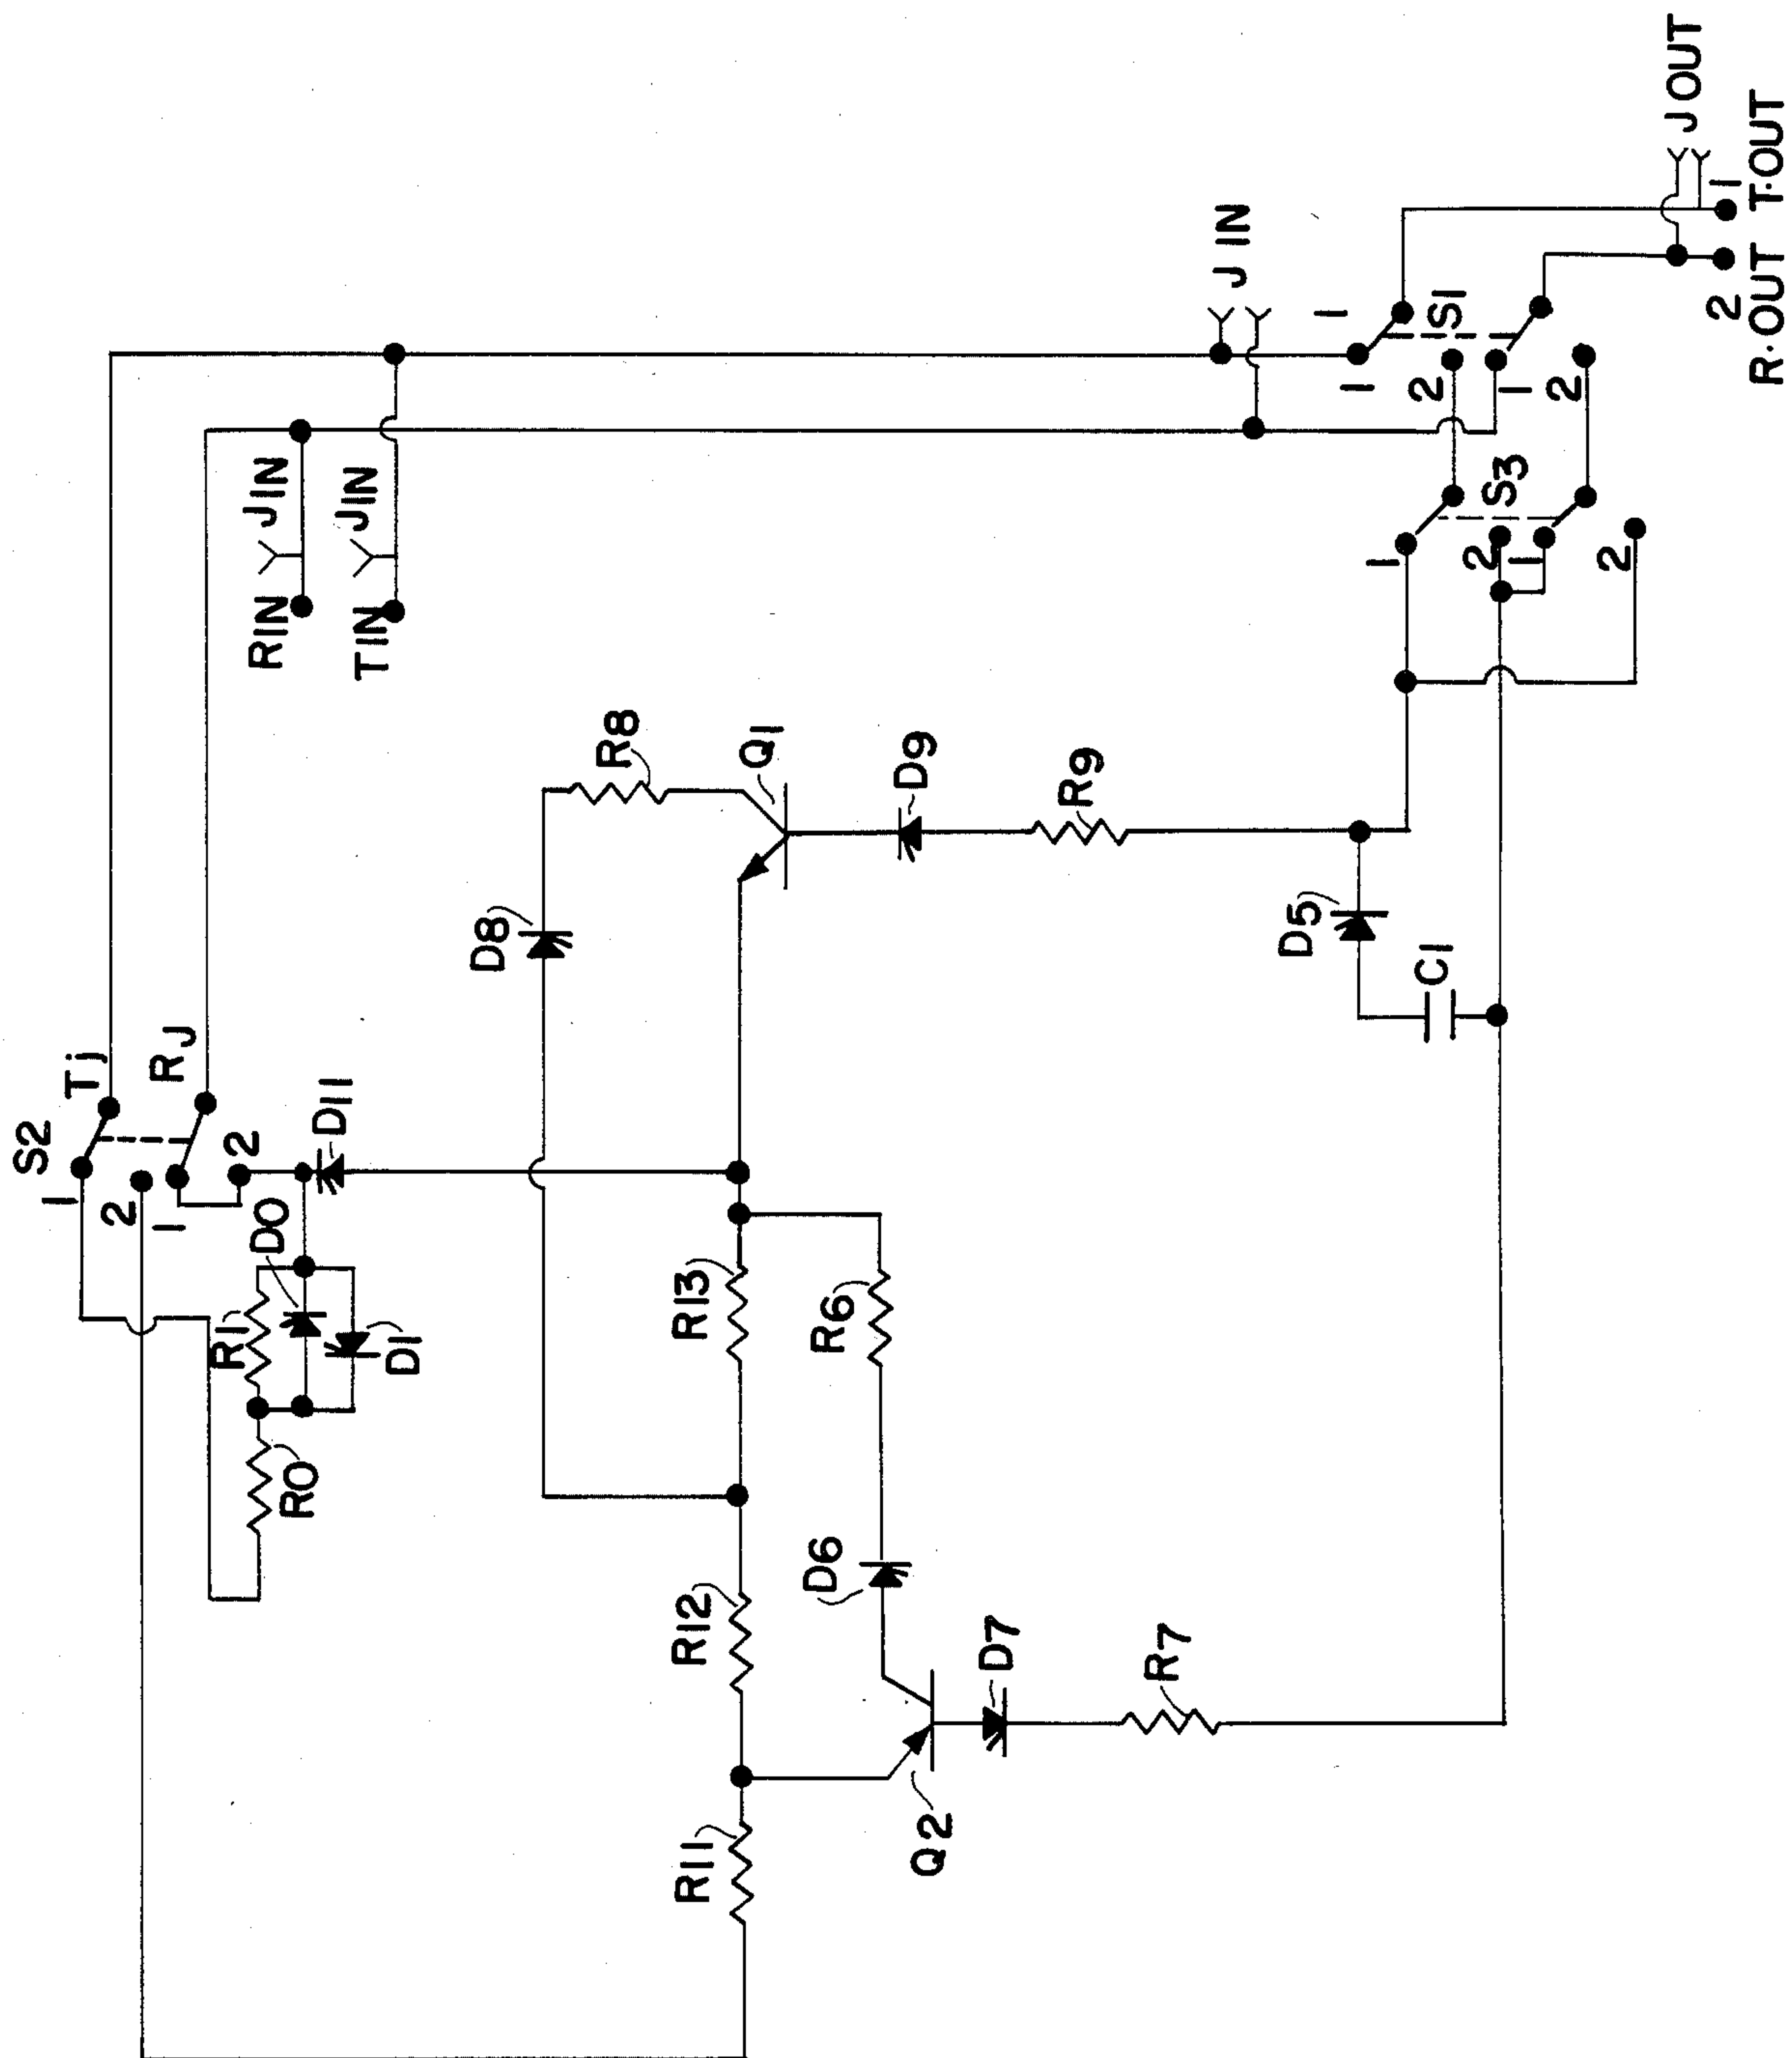 S2
Tj
RJ
1
2
1
2
D11
D0
R1
D1
R0
RIN
JIN
TIN
JIN
J IN
R8
Q1
D8
D9
R9
D5
C1
R13
R6
R12
D6
D7
R7
R11
Q2
1
1
S1
2
1
2
S3
1
2
1
2
J OUT
1
T.OUT
2
R.OUT